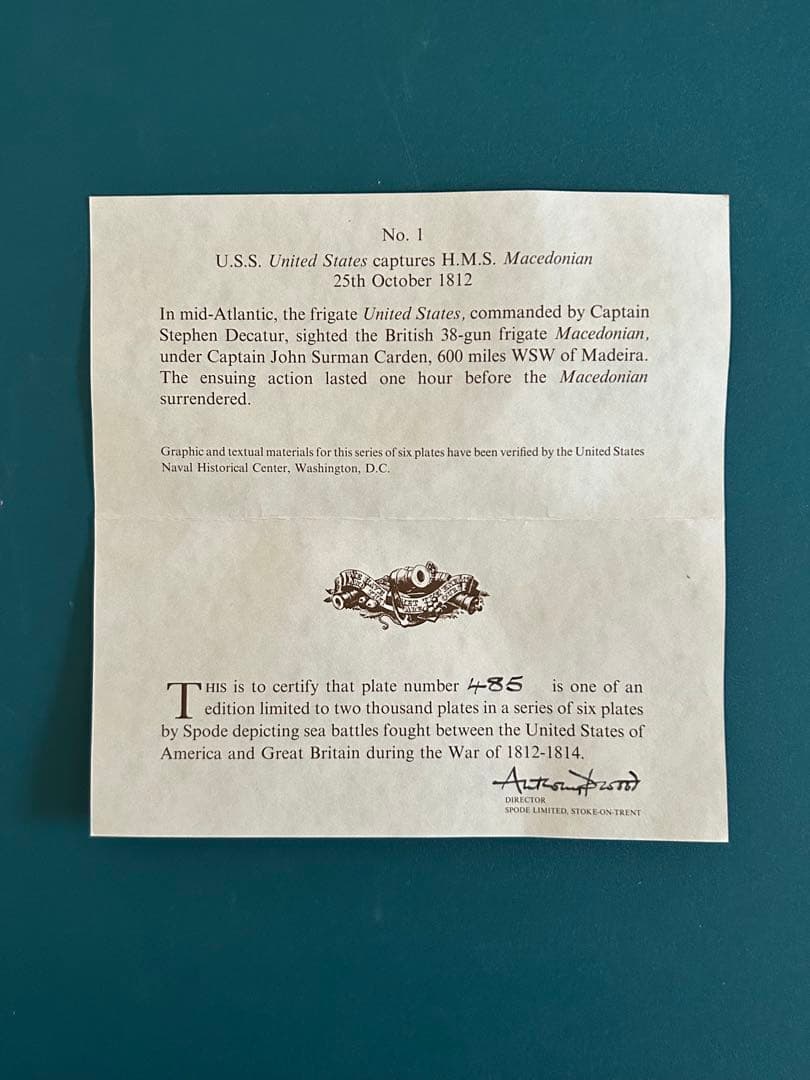 No. 1
U.S.S. United States captures H.M.S. Macedonian
25th October 1812
In mid-Atlantic, the frigate United States, commanded by Captain
Stephen Decatur, sighted the British 38-gun frigate Macedonian,
under Captain John Surman Carden, 600 miles WSW of Madeira.
The ensuing action lasted one hour before the Macedonian
surrendered.
Graphic and textual materials for this series of six plates have been verified by the United States
Naval Historical Center, Washington, D.C.
THIS is to certify that plate number 485 is one of an
edition limited to two thousand plates in a series of six plates
by Spode depicting sea battles fought between the United States of
America and Great Britain during the War of 1812-1814.
DIRECTOR
SPODE LIMITED, STOKE-ON-TRENT